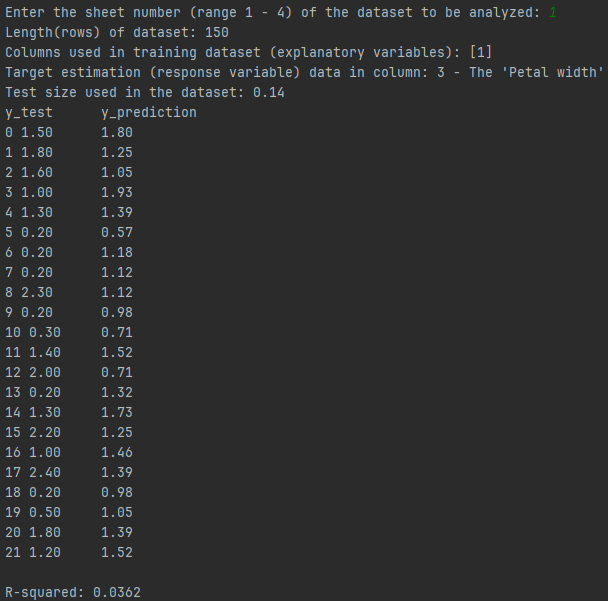 Enter the sheet number (range 1 - 4) of the dataset to be analyzed: 1
Length(rows) of dataset: 150
Columns used in training dataset (explanatory variables): [1]
Target estimation (response variable) data in column: 3 - The 'Petal width'
Test size used in the dataset: 0.14
y_test      y_prediction
0 1.50      1.80
1 1.80      1.25
2 1.60      1.05
3 1.00      1.93
4 1.30      1.39
5 0.20      0.57
6 0.20      1.18
7 0.20      1.12
8 2.30      1.12
9 0.20      0.98
10 0.30     0.71
11 1.40     1.52
12 2.00     0.71
13 0.20     1.32
14 1.30     1.73
15 2.20     1.25
16 1.00     1.46
17 2.40     1.39
18 0.20     0.98
19 0.50     1.05
20 1.80     1.39
21 1.20     1.52
R-squared: 0.0362